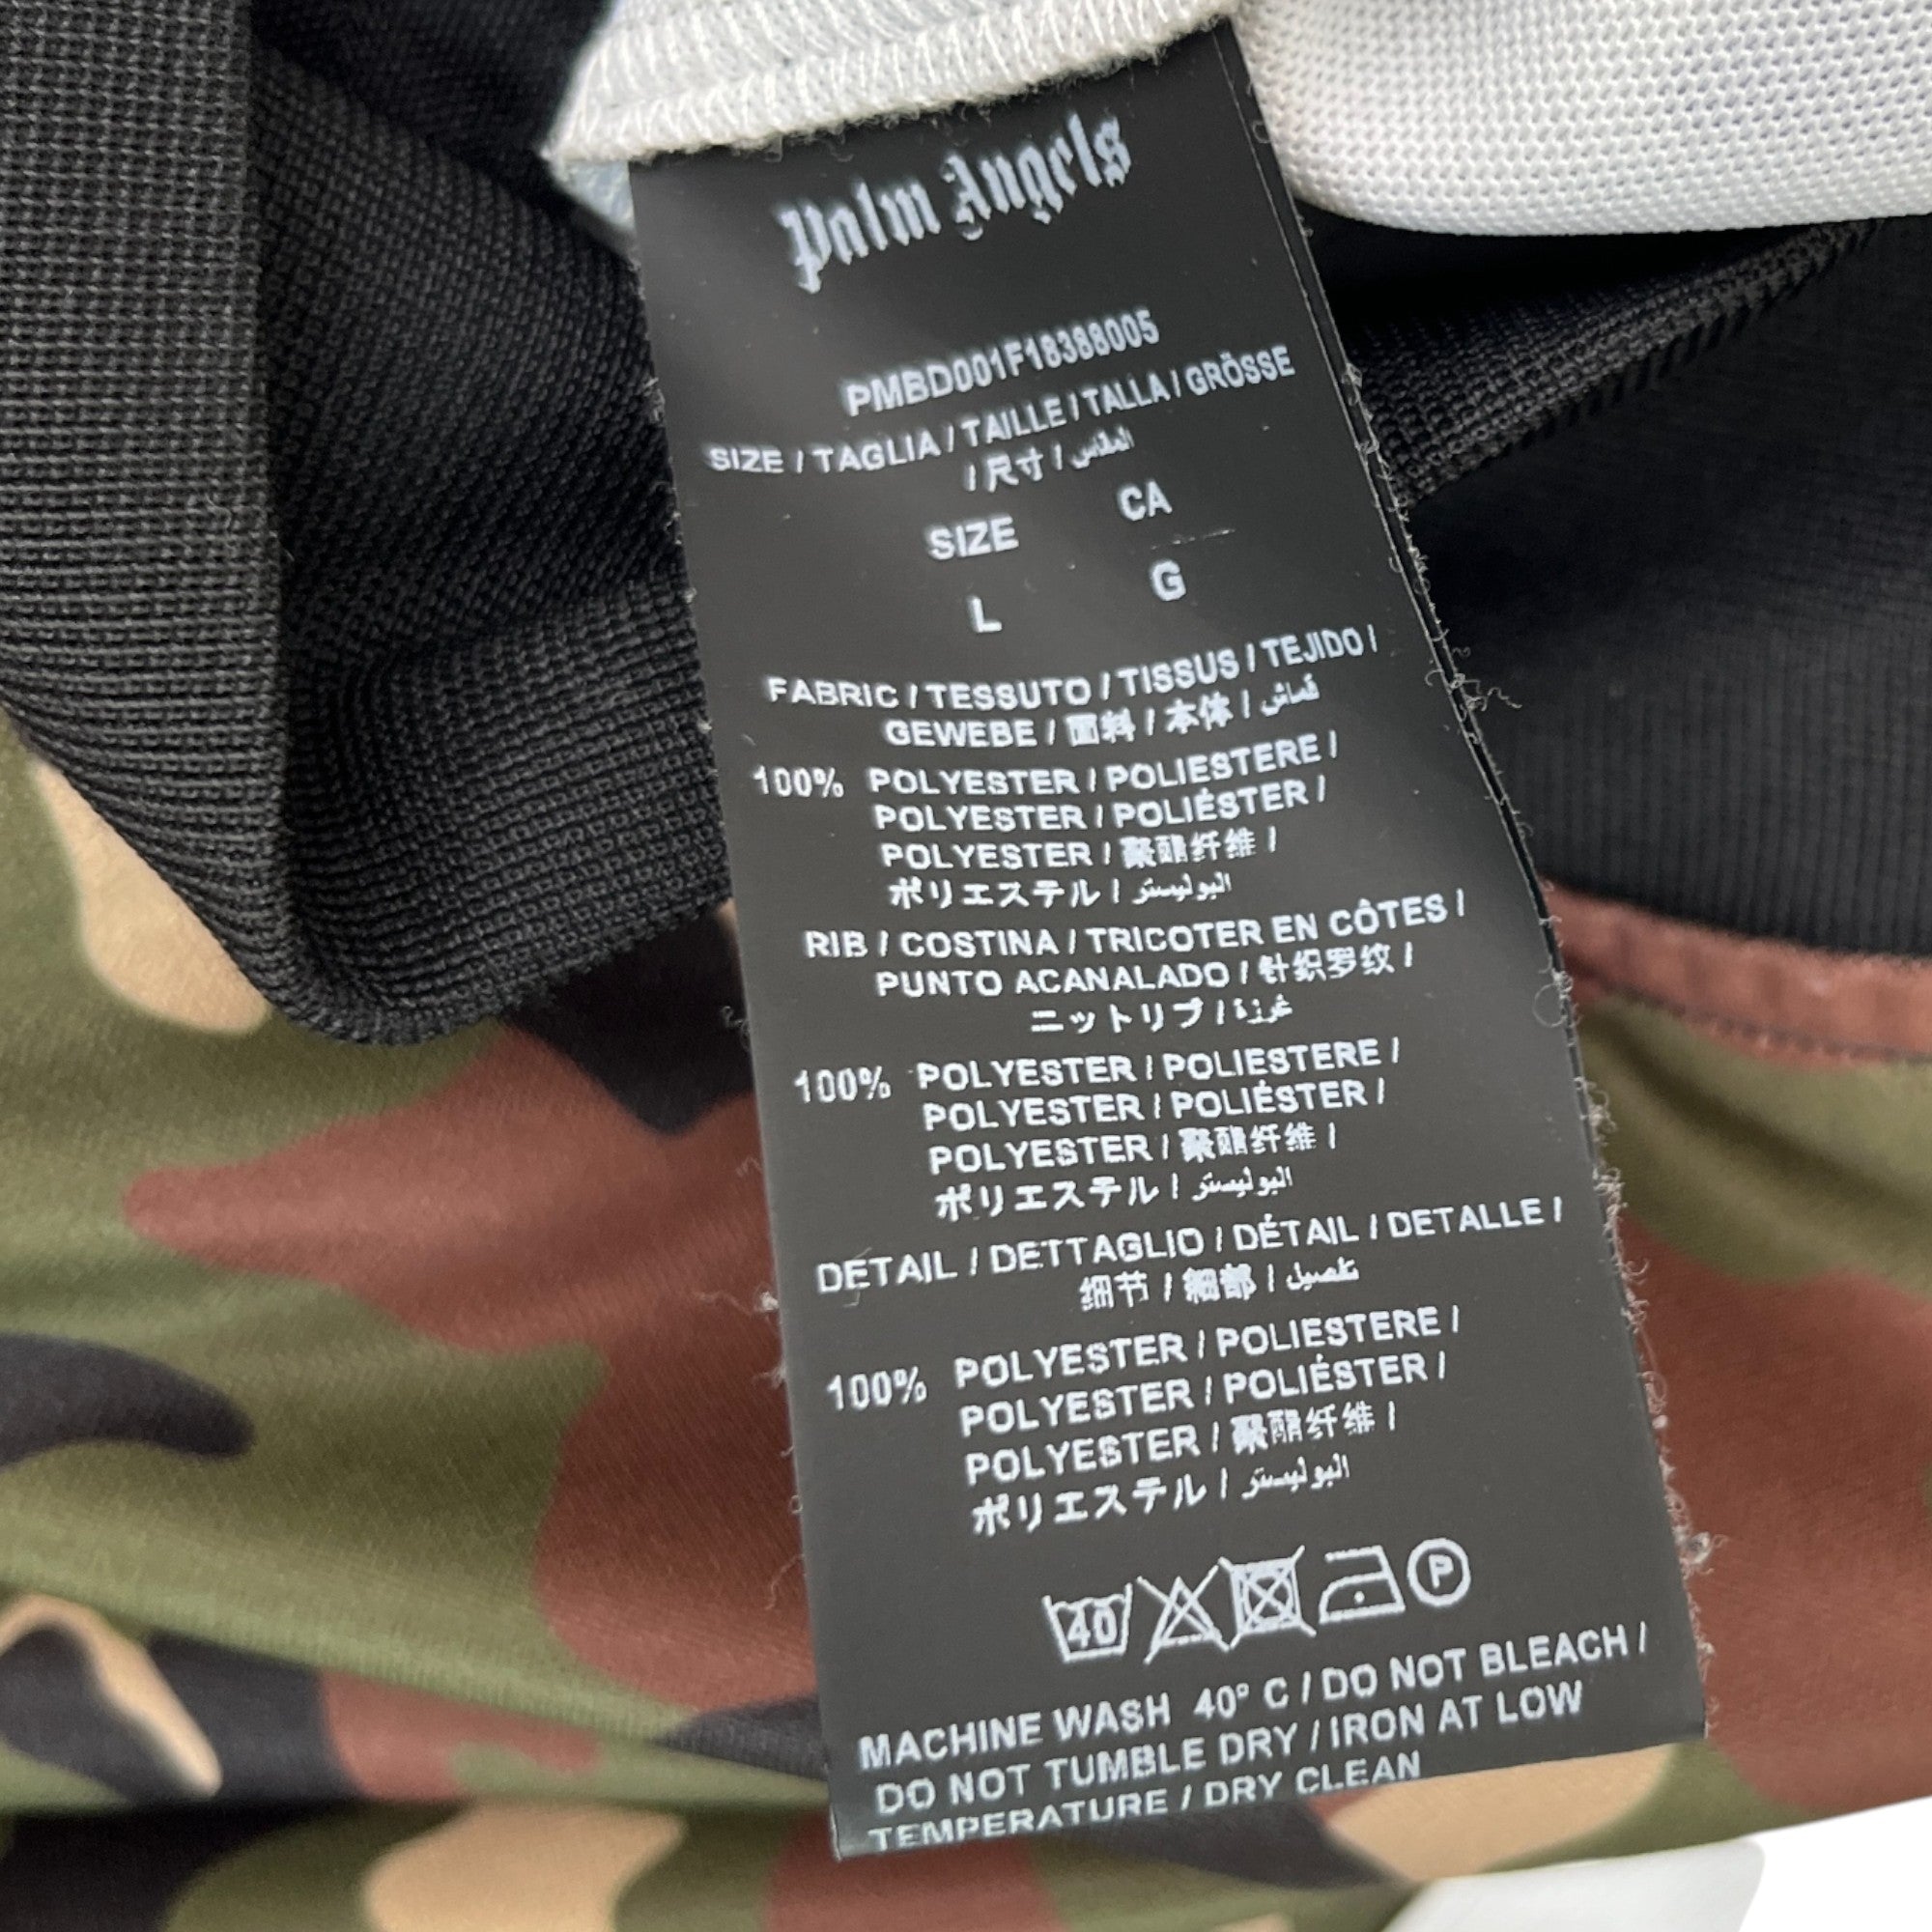 Palm Angels
PMBD001F18388005
SIZE / TAGLIA / TAILLE / TALLA / GRÖSSE
/ 尺寸 / المقاس
SIZE CA
L G
FABRIC / TESSUTO / TISSUS / TEJIDO /
GEWEBE / 面料 / 本体 / قماش
100% POLYESTER / POLIESTERE /
POLYESTER / POLIÉSTER /
POLYESTER / 聚酯纤维 /
ポリエステル / البوليستر
RIB / COSTINA / TRICOTER EN CÔTES /
PUNTO ACANALADO / 针织罗纹 /
ニットリブ / غرزة
100% POLYESTER / POLIESTERE /
POLYESTER / POLIÉSTER /
POLYESTER / 聚酯纤维 /
ポリエステル / البوليستر
DETAIL / DETTAGLIO / DÉTAIL / DETALLE /
细节 / 細部 / تفصيل
100% POLYESTER / POLIESTERE /
POLYESTER / POLIÉSTER /
POLYESTER / 聚酯纤维 /
ポリエステル / البوليستر
40 P
MACHINE WASH 40° C / DO NOT BLEACH /
DO NOT TUMBLE DRY / IRON AT LOW
TEMPERATURE / DRY CLEAN